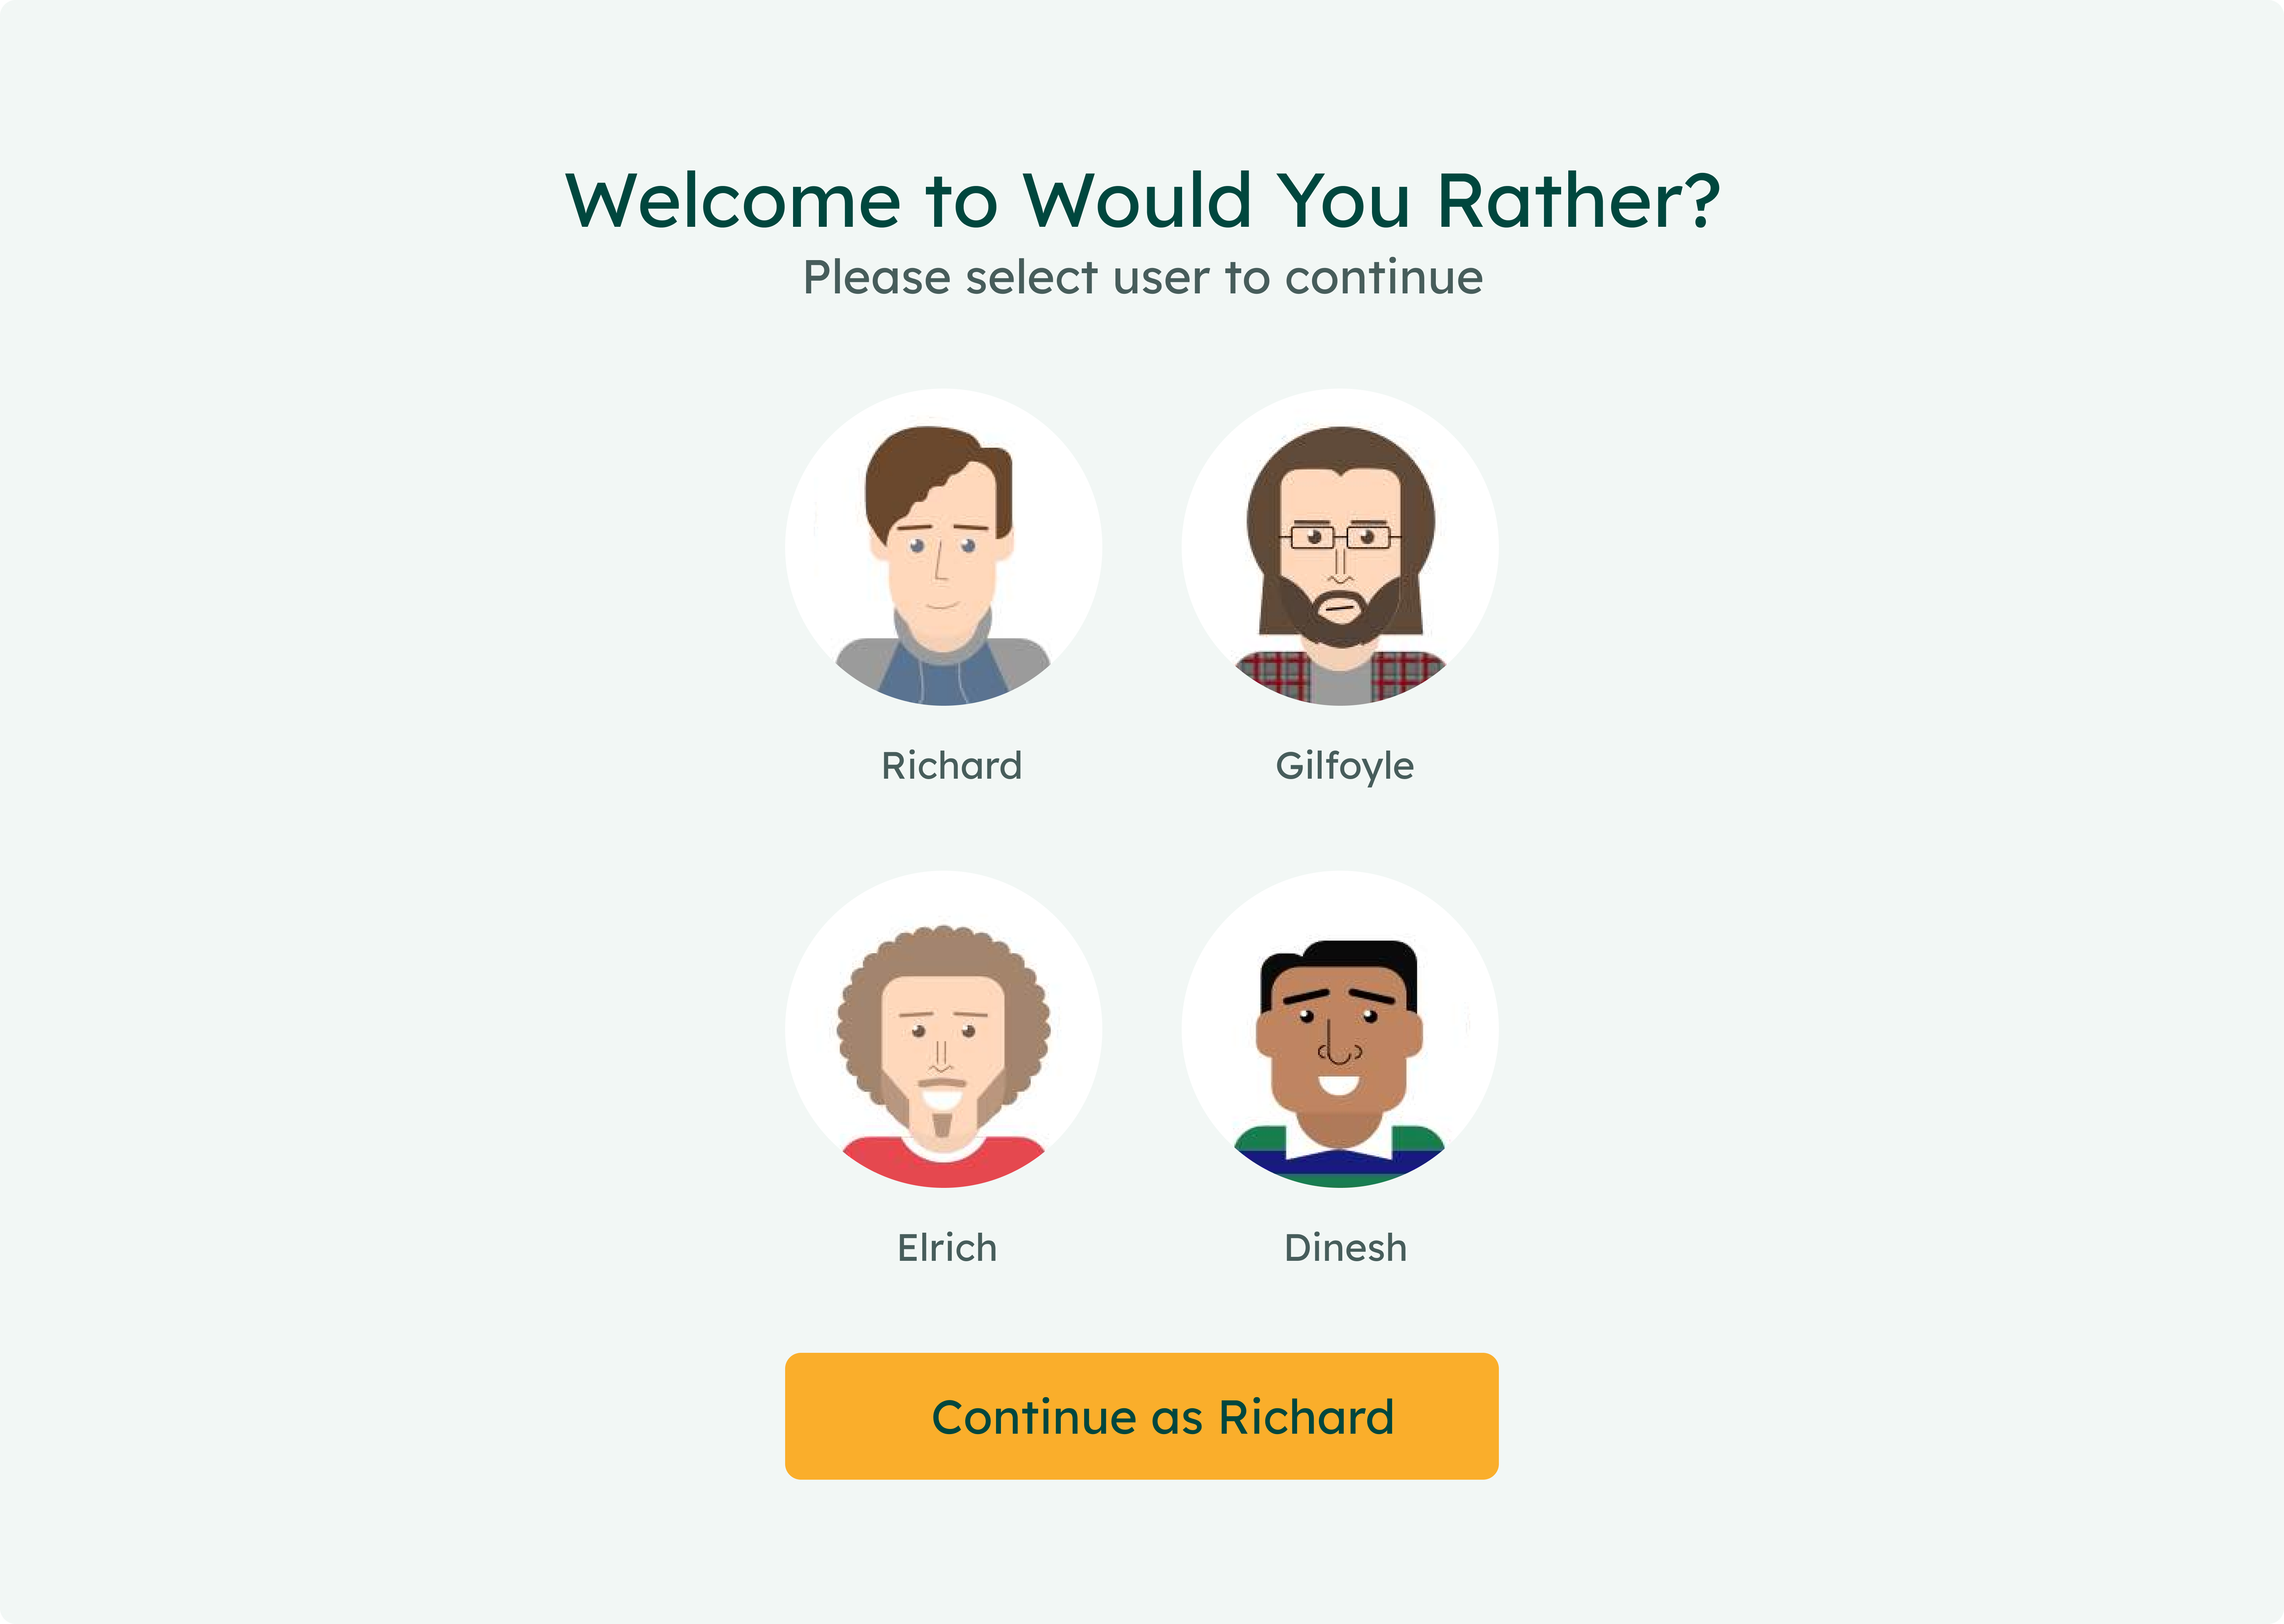 Welcome to Would You Rather?
Please select user to continue
Richard
Gilfoyle
Elrich
Dinesh
Continue as Richard